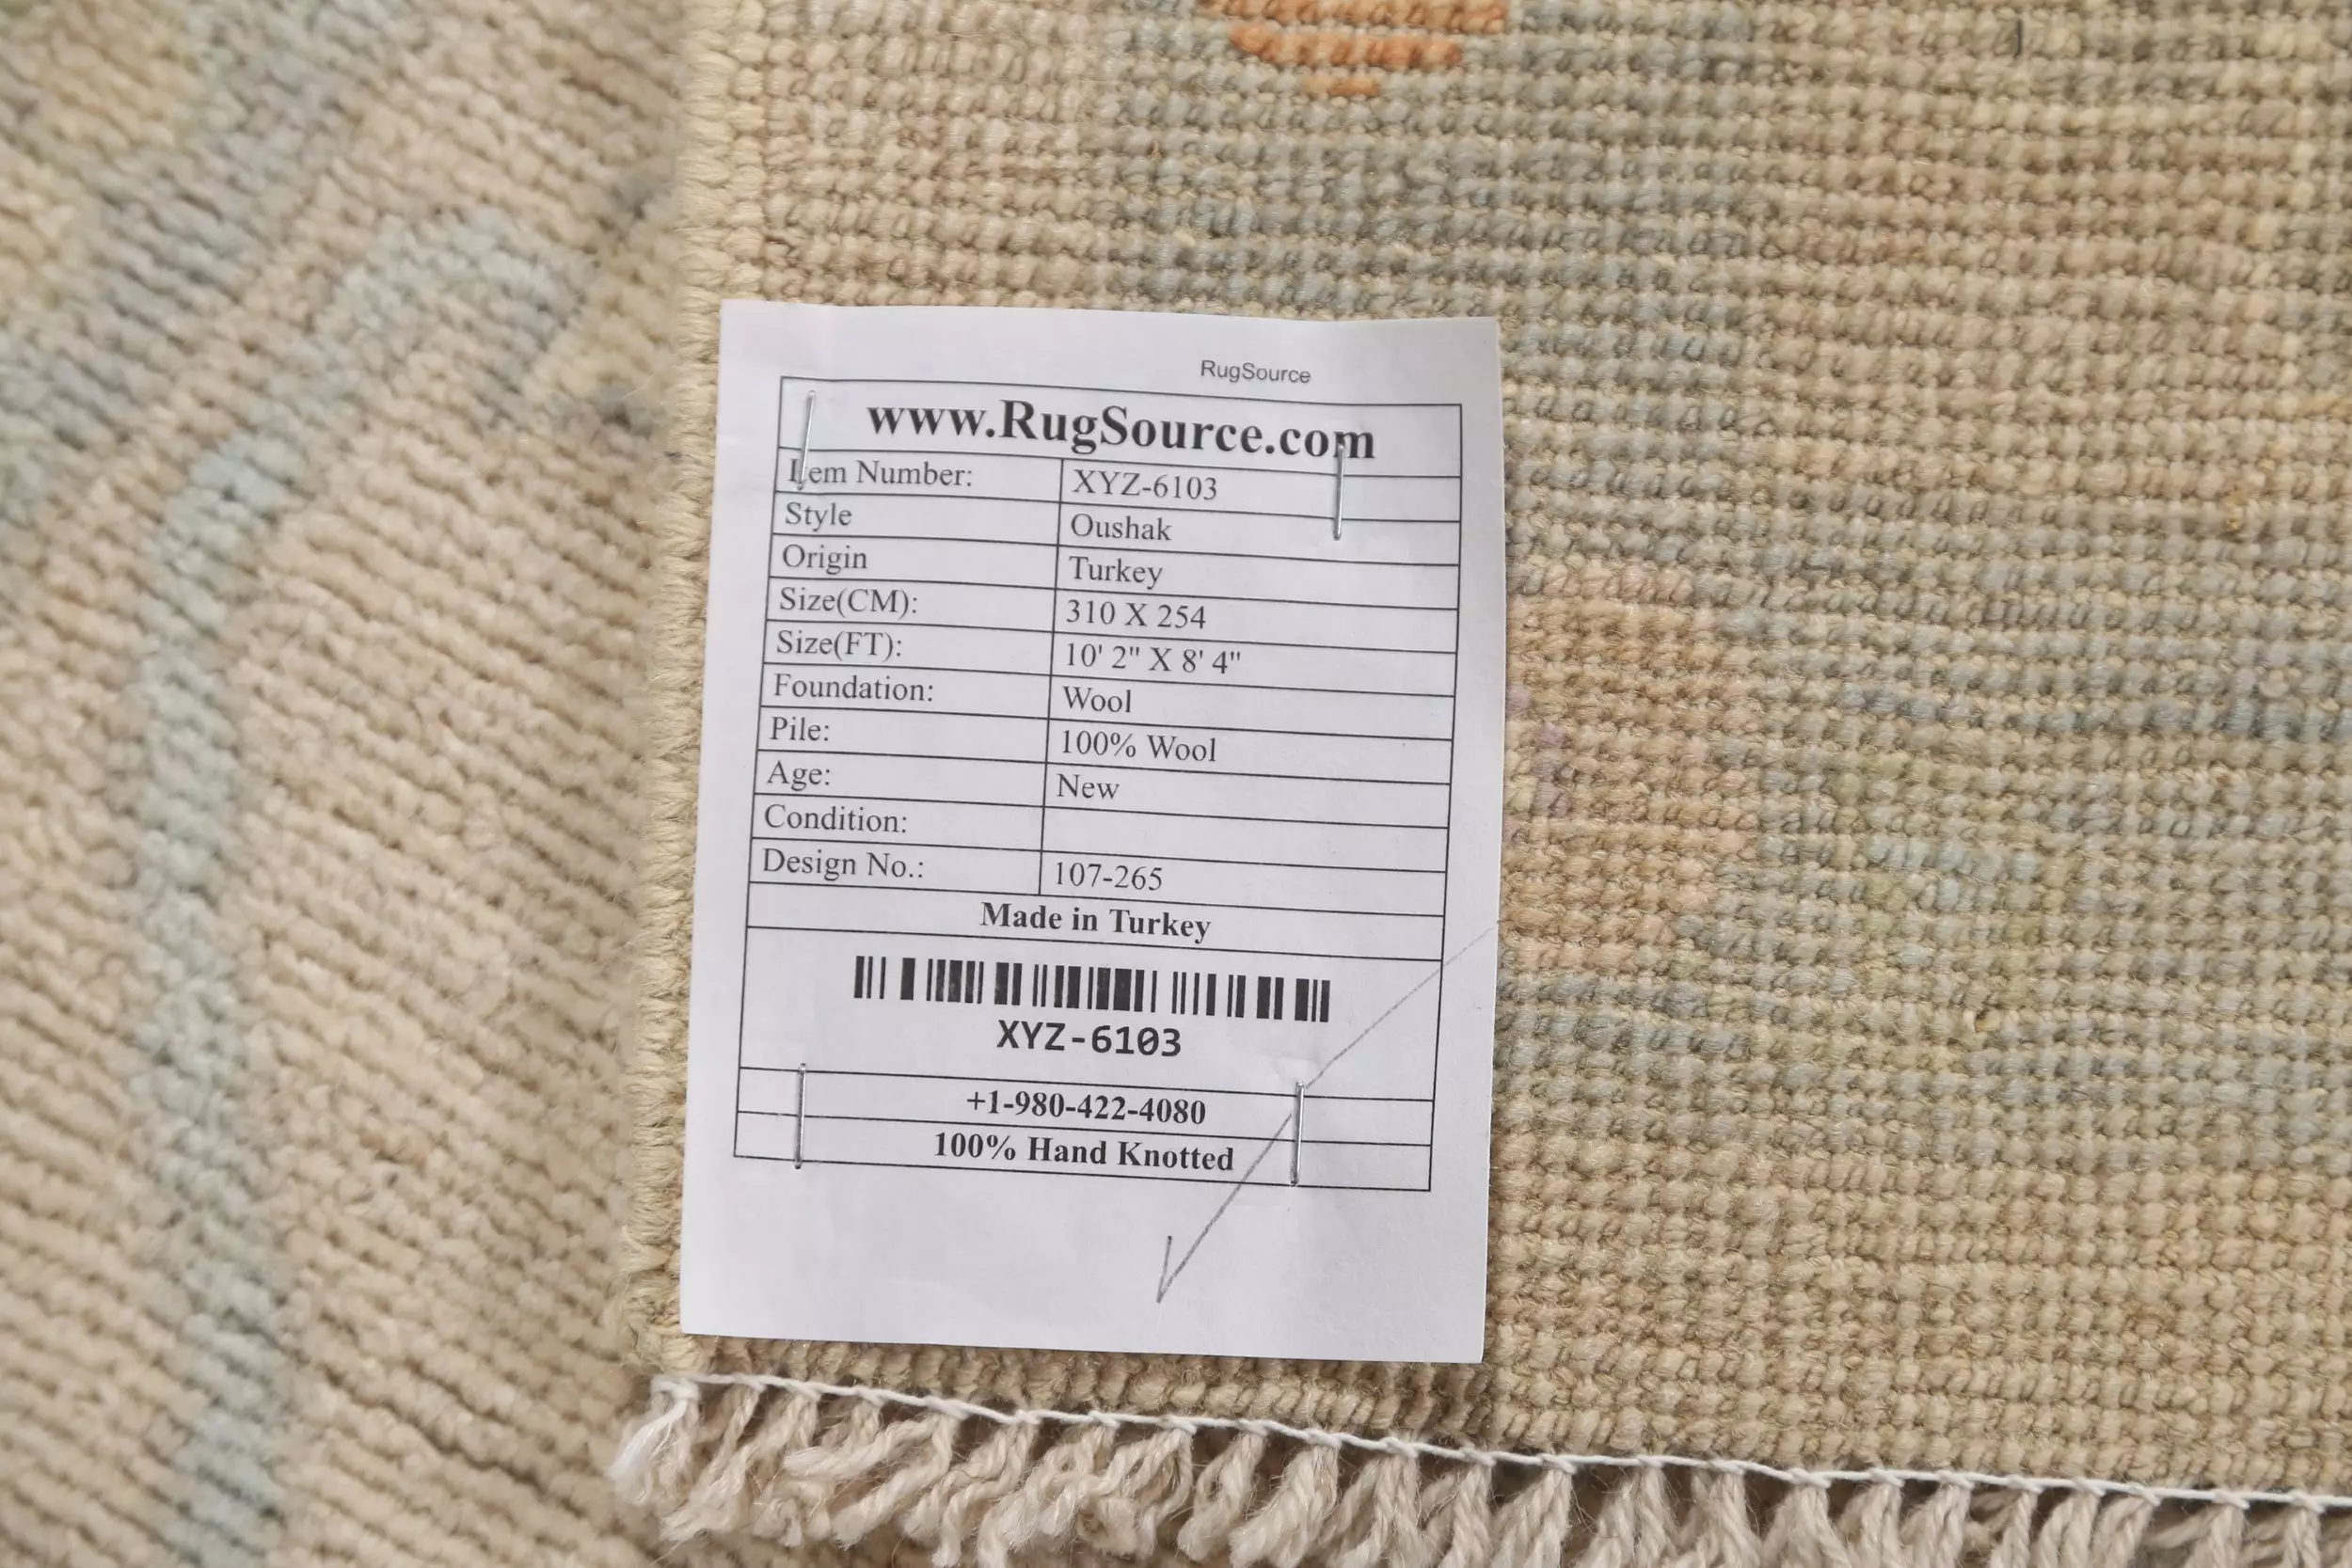 RugSource
www.RugSource.com
Item Number: XYZ-6103
Style Oushak
Origin Turkey
Size(CM): 310 X 254
Size(FT): 10' 2" X 8' 4"
Foundation: Wool
Pile: 100% Wool
Age: New
Condition:
Design No.: 107-265
Made in Turkey
XYZ-6103
+1-980-422-4080
100% Hand Knotted